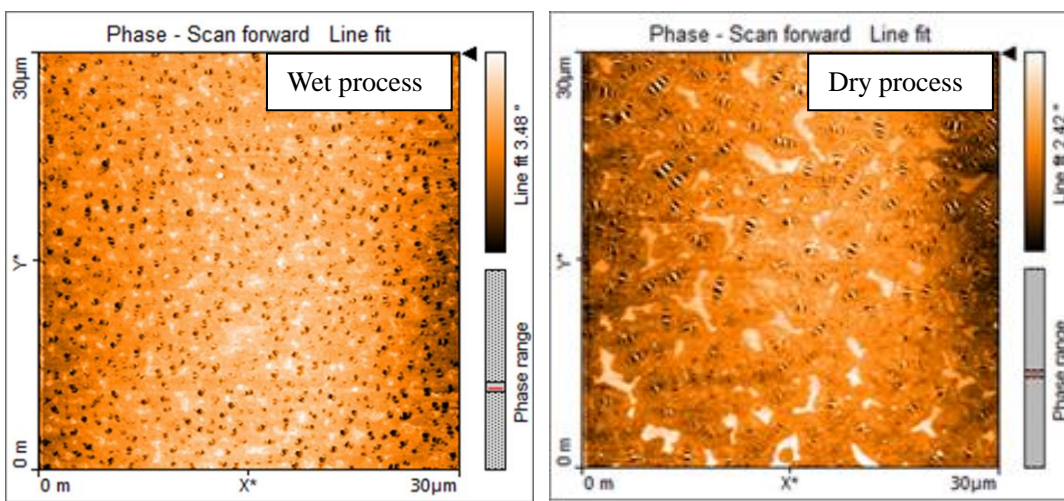 Phase - Scan forward Line fit
Wet process
30µm
Y*
0 m
0 m
X*
30µm
Line fit 3.48 °
Phase range
Phase - Scan forward Line fit
Dry process
30µm
Y*
0 m
0 m
X*
30µm
Line fit 2.42 °
Phase range